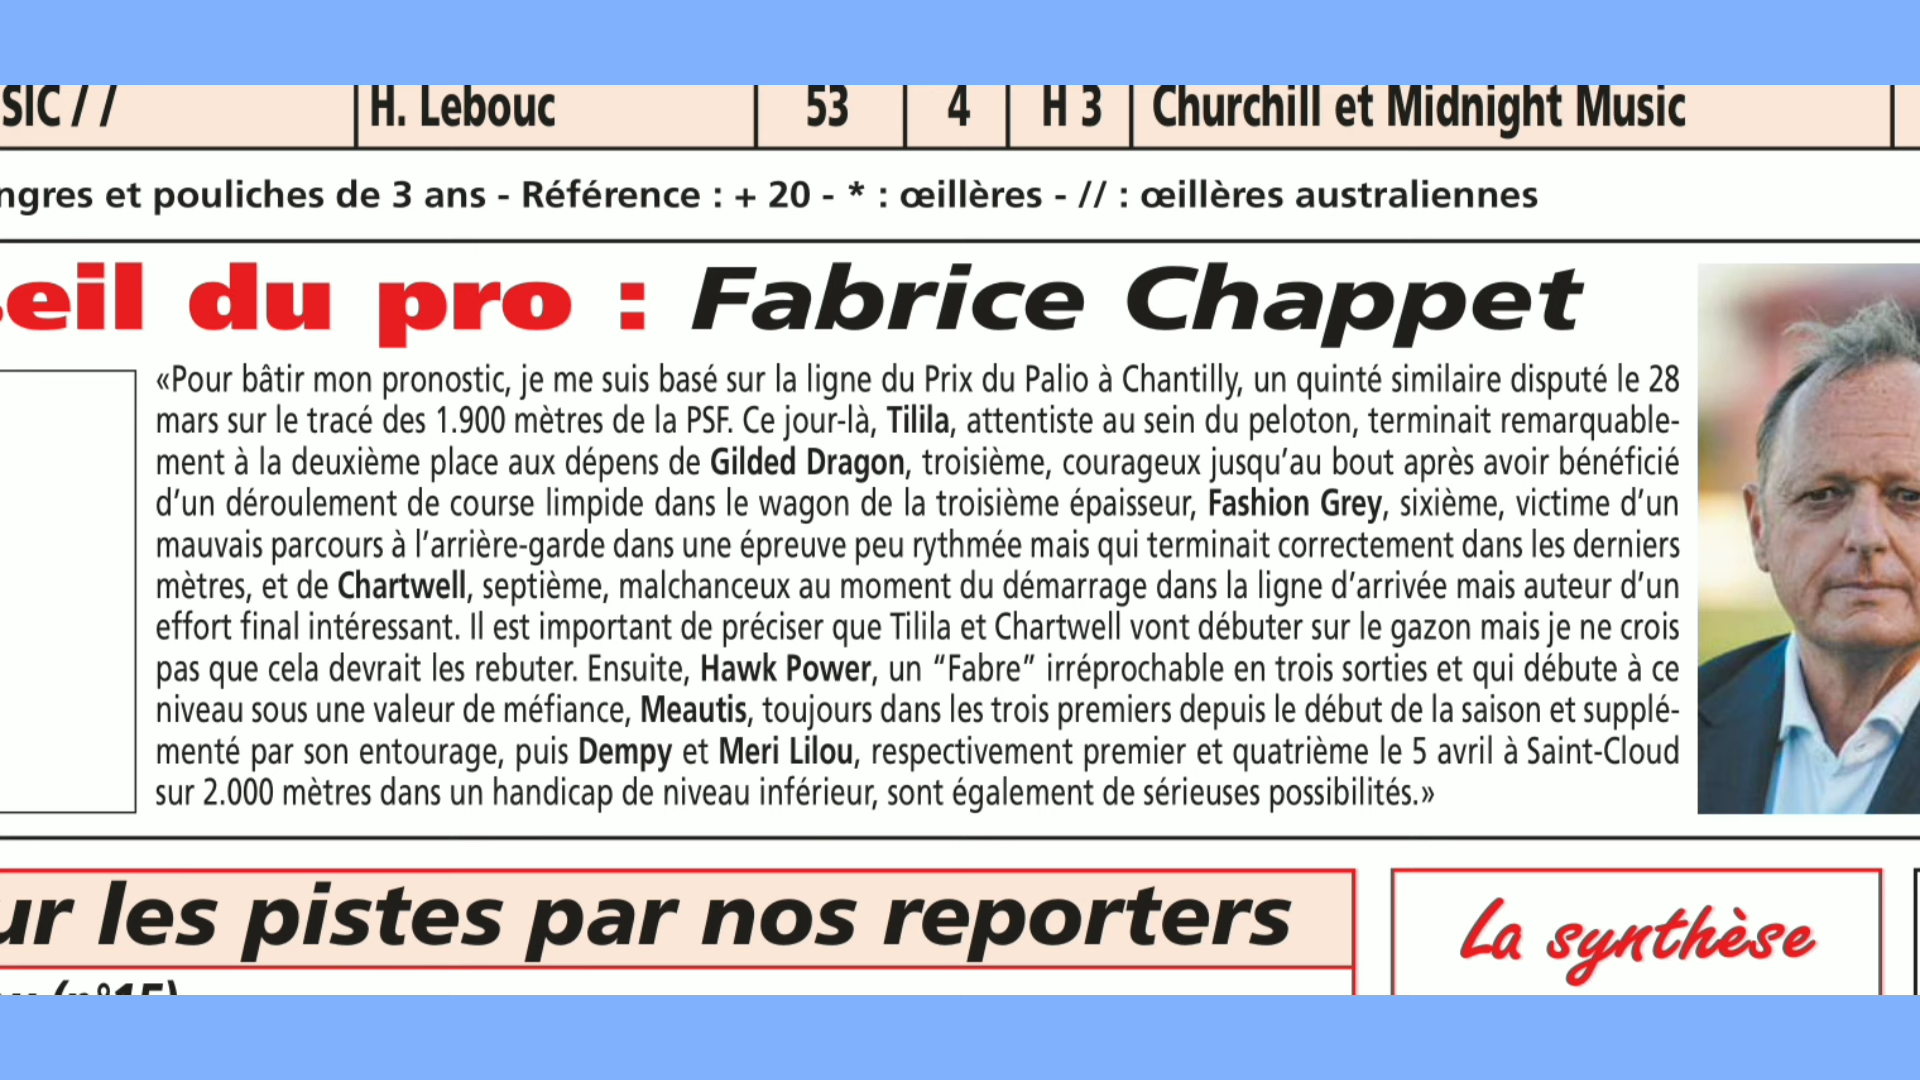 SIC / / H. Lebouc 53 4 H 3 Churchill et Midnight Music
ngres et pouliches de 3 ans - Référence : + 20 - * : œillères - // : œillères australiennes
seil du pro : Fabrice Chappet
«Pour bâtir mon pronostic, je me suis basé sur la ligne du Prix du Palio à Chantilly, un quinté similaire disputé le 28
mars sur le tracé des 1.900 mètres de la PSF. Ce jour-là, Tilila, attentiste au sein du peloton, terminait remarquable-
ment à la deuxième place aux dépens de Gilded Dragon, troisième, courageux jusqu’au bout après avoir bénéficié
d’un déroulement de course limpide dans le wagon de la troisième épaisseur, Fashion Grey, sixième, victime d’un
mauvais parcours à l’arrière-garde dans une épreuve peu rythmée mais qui terminait correctement dans les derniers
mètres, et de Chartwell, septième, malchanceux au moment du démarrage dans la ligne d’arrivée mais auteur d’un
effort final intéressant. Il est important de préciser que Tilila et Chartwell vont débuter sur le gazon mais je ne crois
pas que cela devrait les rebuter. Ensuite, Hawk Power, un “Fabre” irréprochable en trois sorties et qui débute à ce
niveau sous une valeur de méfiance, Meautis, toujours dans les trois premiers depuis le début de la saison et supplé-
menté par son entourage, puis Dempy et Meri Lilou, respectivement premier et quatrième le 5 avril à Saint-Cloud
sur 2.000 mètres dans un handicap de niveau inférieur, sont également de sérieuses possibilités.»
ur les pistes par nos reporters
La synthèse
(n°15)